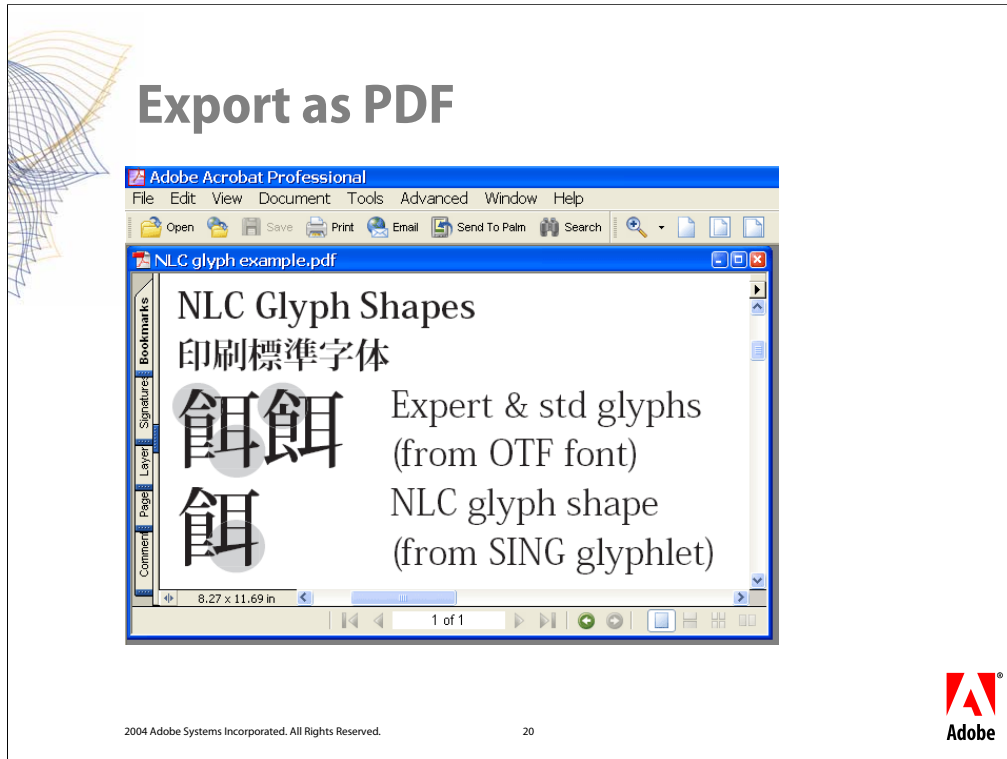 Export as PDF
Adobe Acrobat Professional
File Edit View Document Tools Advanced Window Help
Open Save Print Email Send To Palm Search
NLC glyph example.pdf
Bookmarks
Signatures
Layer
Page
Comment
NLC Glyph Shapes
印刷標準字体
餌餌
Expert & std glyphs
(from OTF font)
餌
NLC glyph shape
(from SING glyphlet)
8.27 x 11.69 in
1 of 1
2004 Adobe Systems Incorporated. All Rights Reserved.
20
Adobe®